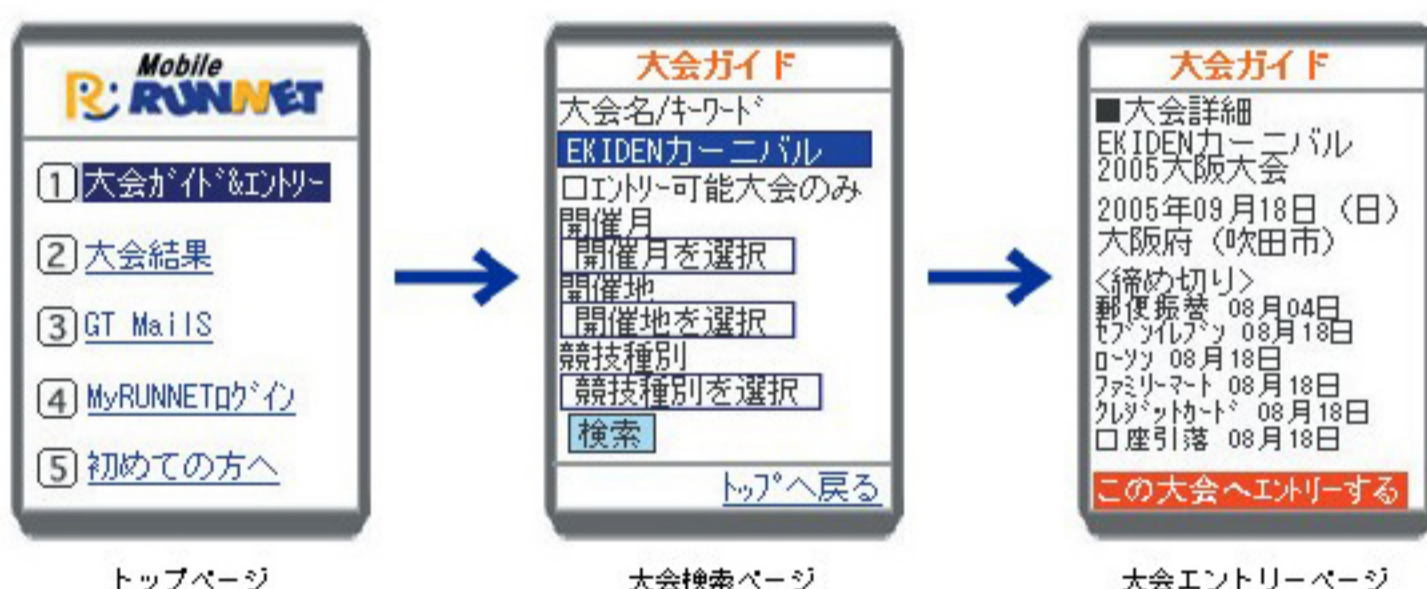 Mobile
RUNNET
1 大会ガイド&エントリー
2 大会結果
3 GT MailS
4 MyRUNNETログイン
5 初めての方へ
トップページ
大会ガイド
大会名/キーワード
EKIDENカーニバル
□エントリー可能大会のみ
開催月
開催月を選択
開催地
開催地を選択
競技種別
競技種別を選択
検索
トップへ戻る
大会検索ページ
大会ガイド
■大会詳細
EKIDENカーニバル
2005大阪大会
2005年09月18日（日）
大阪府（吹田市）
<締め切り>
郵便振替 08月04日
セブンイレブン 08月18日
ローソン 08月18日
ファミリーマート 08月18日
クレジットカード 08月18日
口座引落 08月18日
この大会へエントリーする
大会エントリーページ